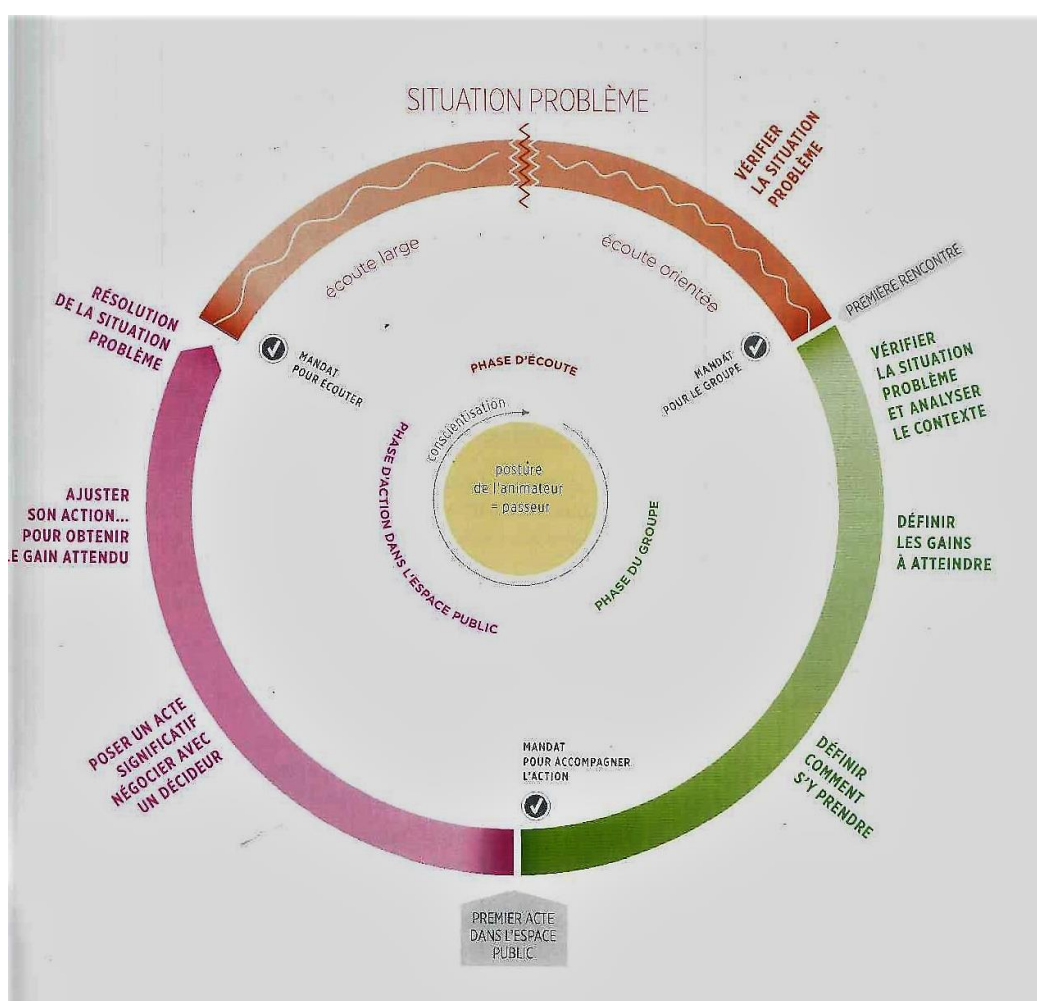 SITUATION PROBLÈME
VÉRIFIER
LA SITUATION
PROBLÈME
écoute large
écoute orientée
PREMIÈRE RENCONTRE
RÉSOLUTION
DE LA SITUATION
PROBLÈME
MANDAT
POUR ÉCOUTER
PHASE D'ÉCOUTE
MANDAT
POUR LE GROUPE
VÉRIFIER
LA SITUATION
PROBLÈME
ET ANALYSER
LE CONTEXTE
conscientisation
PHASE D'ACTION DANS L'ESPACE PUBLIC
posture
de l'animateur
= passeur
PHASE DU GROUPE
AJUSTER
SON ACTION...
POUR OBTENIR
LE GAIN ATTENDU
DÉFINIR
LES GAINS
À ATTEINDRE
POSER UN ACTE
SIGNIFICATIF
NÉGOCIER AVEC
UN DÉCIDEUR
MANDAT
POUR ACCOMPAGNER
L'ACTION
DÉFINIR
COMMENT
S'Y PRENDRE
PREMIER ACTE
DANS L'ESPACE
PUBLIC